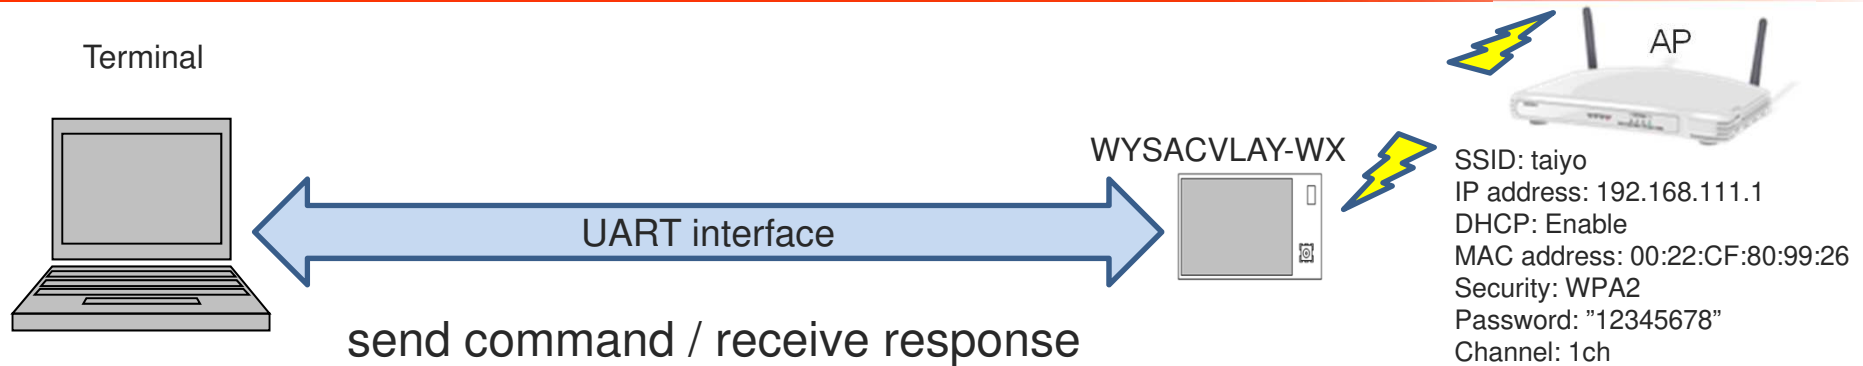 Terminal
AP
WYSACVLAY-WX
SSID: taiyo
IP address: 192.168.111.1
DHCP: Enable
MAC address: 00:22:CF:80:99:26
Security: WPA2
Password: ”12345678”
Channel: 1ch
UART interface
send command / receive response